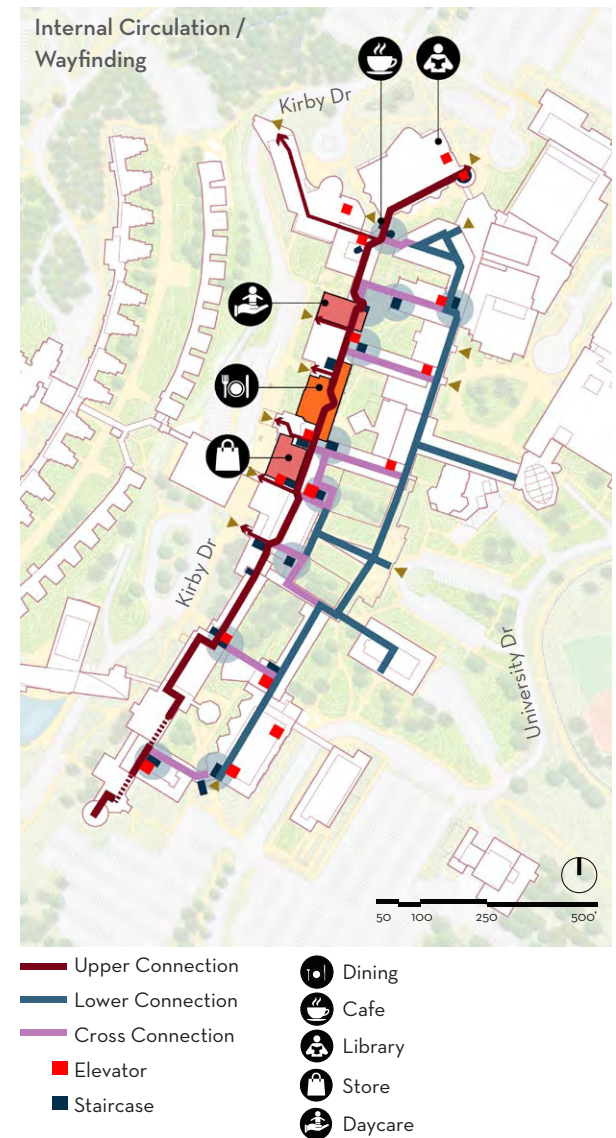 Internal Circulation /
Wayfinding
Kirby Dr
Kirby Dr
University Dr
50 100 250 500'
Upper Connection
Lower Connection
Cross Connection
Elevator
Staircase
Dining
Cafe
Library
Store
Daycare